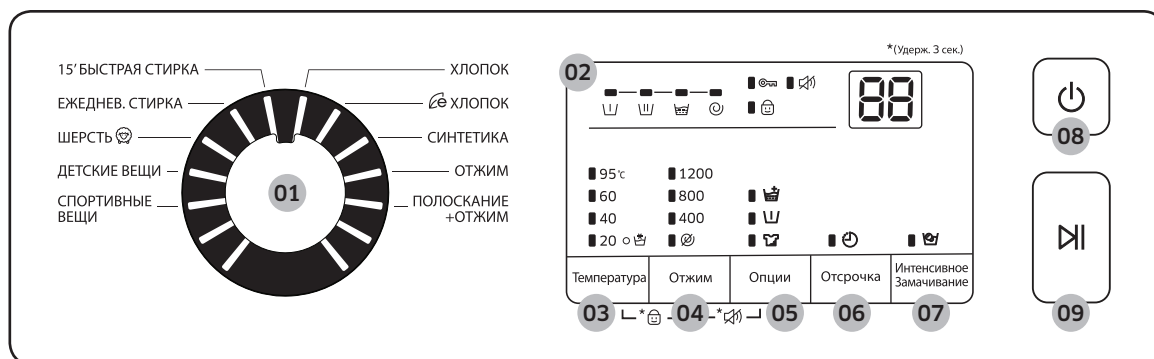 *(Удерж. 3 сек.)
15' БЫСТРАЯ СТИРКА
ЕЖЕДНЕВ. СТИРКА
ШЕРСТЬ
ДЕТСКИЕ ВЕЩИ
СПОРТИВНЫЕ
ВЕЩИ
01
ХЛОПОК
e ХЛОПОК
СИНТЕТИКА
ОТЖИМ
ПОЛОСКАНИЕ
+ОТЖИМ
02
88
95℃
60
40
20
1200
800
400
Температура
Отжим
Опции
Отсрочка
Интенсивное
Замачивание
03
*
04
*
05
06
07
08
09